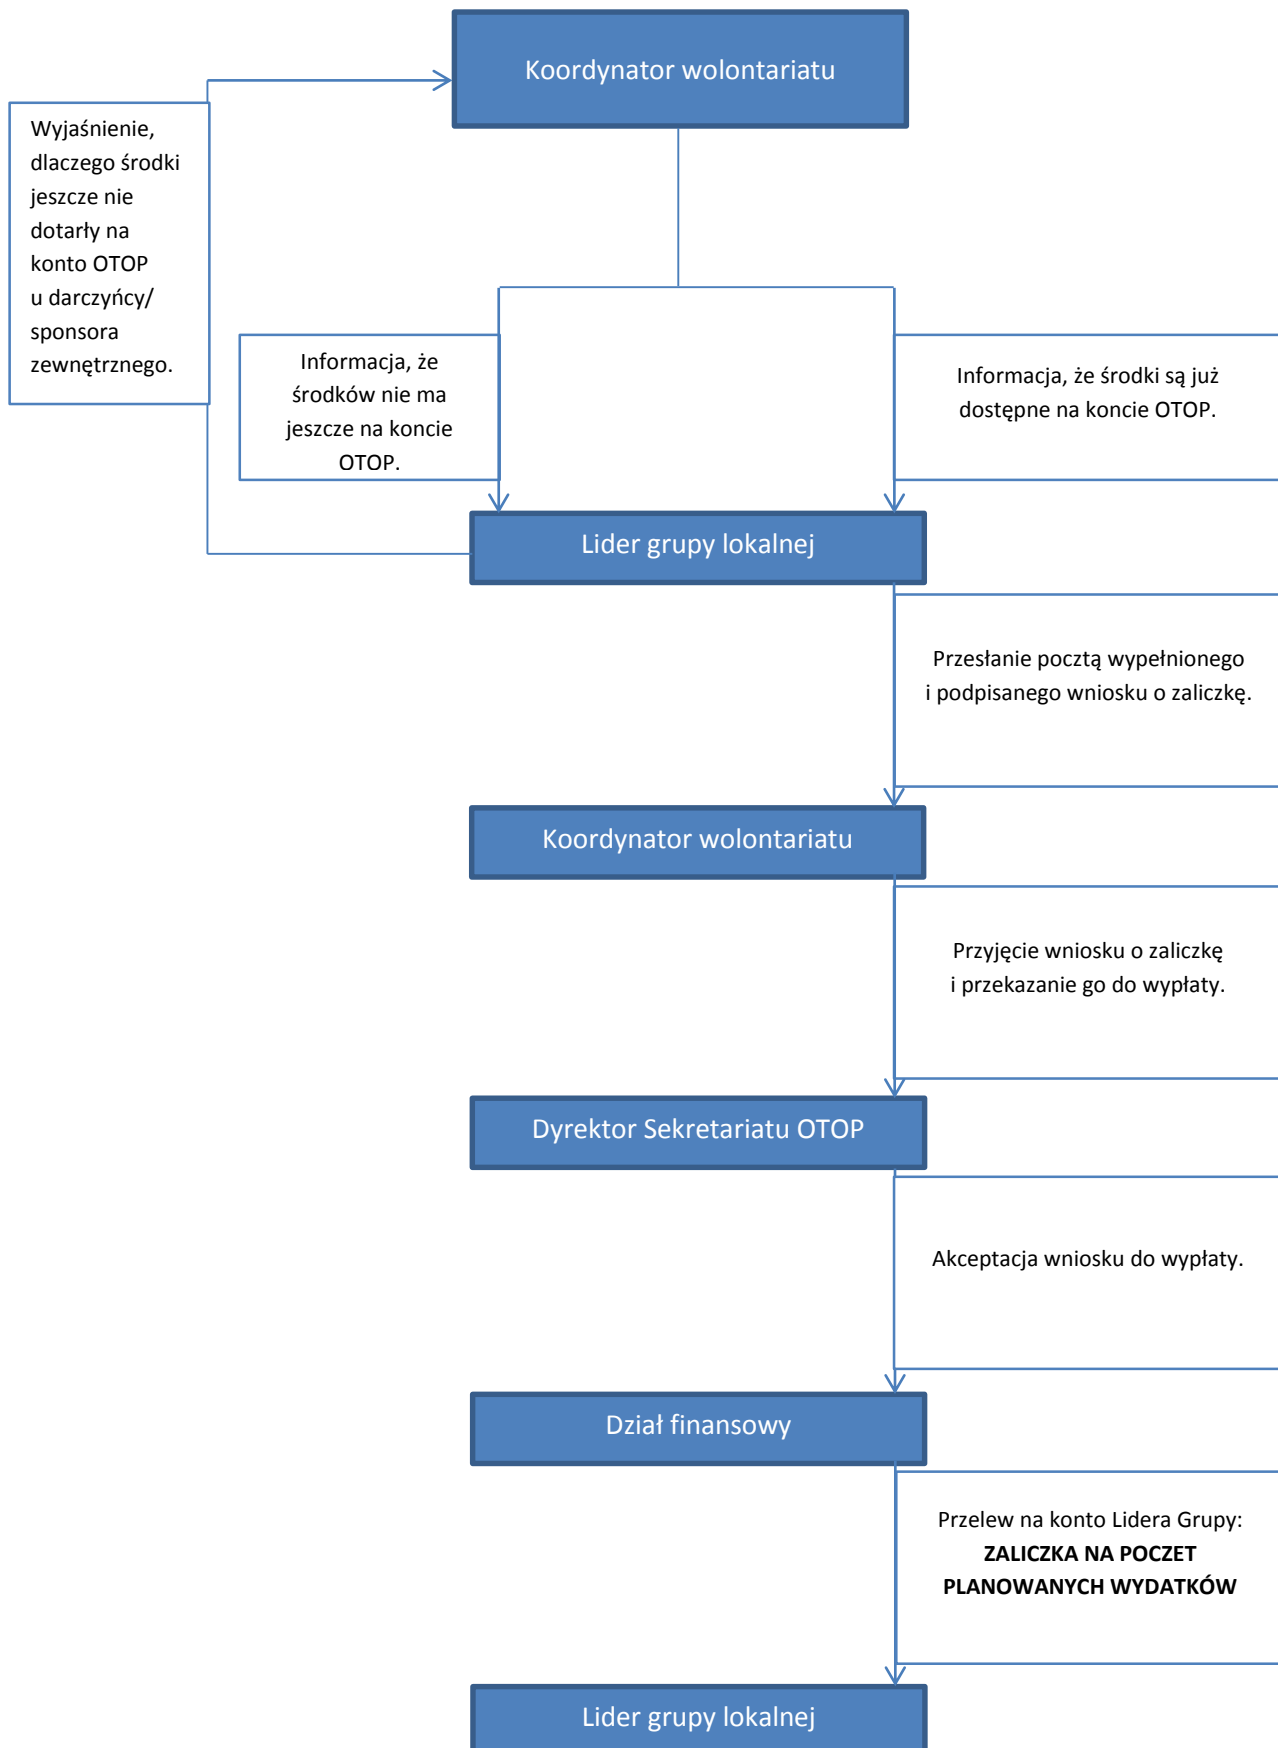 Koordynator wolontariatu
Wyjaśnienie,
dlaczego środki
jeszcze nie
dotarły na
konto OTOP
u darczyńcy/
sponsora
zewnętrznego.
Informacja, że
środków nie ma
jeszcze na koncie
OTOP.
Informacja, że środki są już
dostępne na koncie OTOP.
Lider grupy lokalnej
Przesłanie pocztą wypełnionego
i podpisanego wniosku o zaliczkę.
Koordynator wolontariatu
Przyjęcie wniosku o zaliczkę
i przekazanie go do wypłaty.
Dyrektor Sekretariatu OTOP
Akceptacja wniosku do wypłaty.
Dział finansowy
Przelew na konto Lidera Grupy:
ZALICZKA NA POCZET
PLANOWANYCH WYDATKÓW
Lider grupy lokalnej